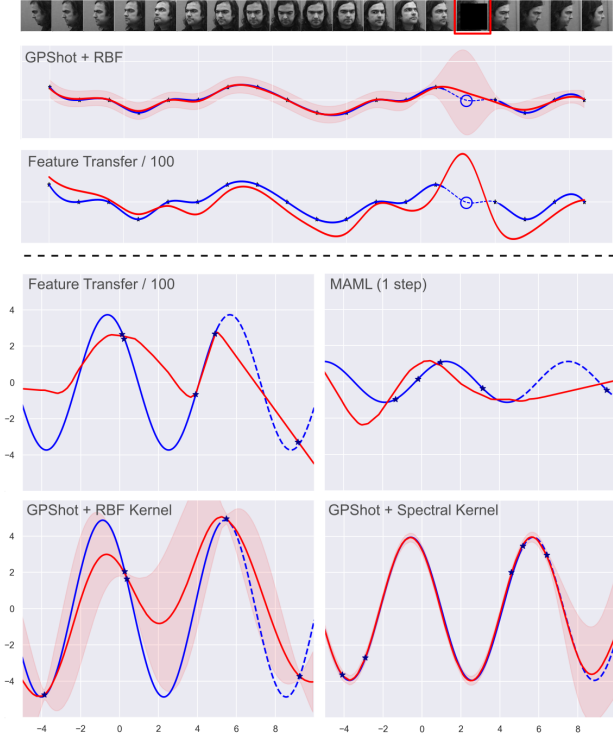 GPShot + RBF
Feature Transfer / 100
Feature Transfer / 100
MAML (1 step)
4
2
0
−2
−4
GPShot + RBF Kernel
GPShot + Spectral Kernel
4
2
0
−2
−4
−4 −2 0 2 4 6 8
−4 −2 0 2 4 6 8